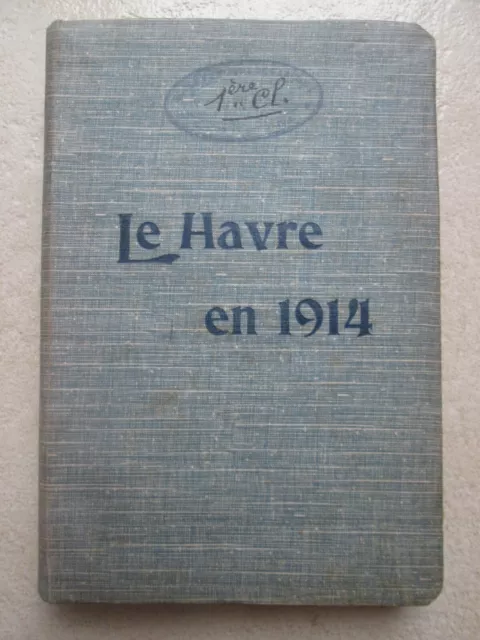 1ère Cl.
Le Havre
en 1914